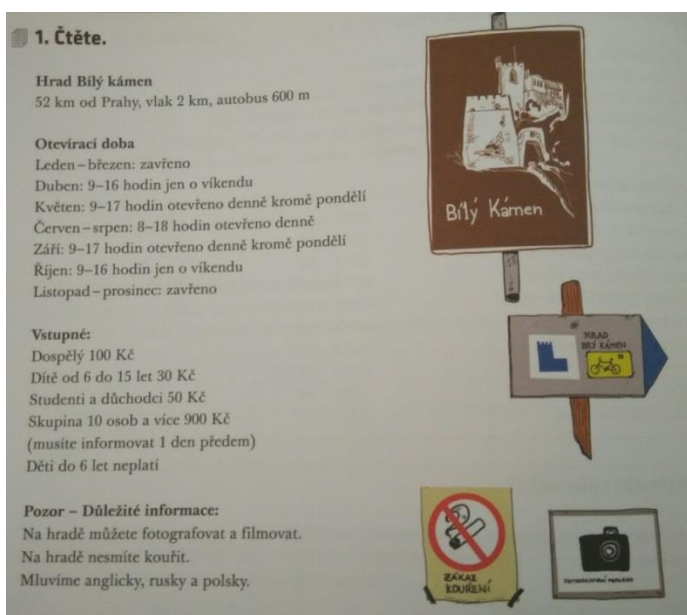 1. Čtěte.
Hrad Bílý kámen
52 km od Prahy, vlak 2 km, autobus 600 m
Otevírací doba
Leden – březen: zavřeno
Duben: 9–16 hodin jen o víkendu
Květen: 9–17 hodin otevřeno denně kromě pondělí
Červen – srpen: 8–18 hodin otevřeno denně
Září: 9–17 hodin otevřeno denně kromě pondělí
Říjen: 9–16 hodin jen o víkendu
Listopad – prosinec: zavřeno
Vstupné:
Dospělý 100 Kč
Dítě od 6 do 15 let 30 Kč
Studenti a důchodci 50 Kč
Skupina 10 osob a více 900 Kč
(musíte informovat 1 den předem)
Děti do 6 let neplatí
Pozor – Důležité informace:
Na hradě můžete fotografovat a filmovat.
Na hradě nesmíte kouřit.
Mluvíme anglicky, rusky a polsky.
Bílý Kámen
HRAD
BÍLÝ KÁMEN
ZÁKAZ
KOUŘENÍ